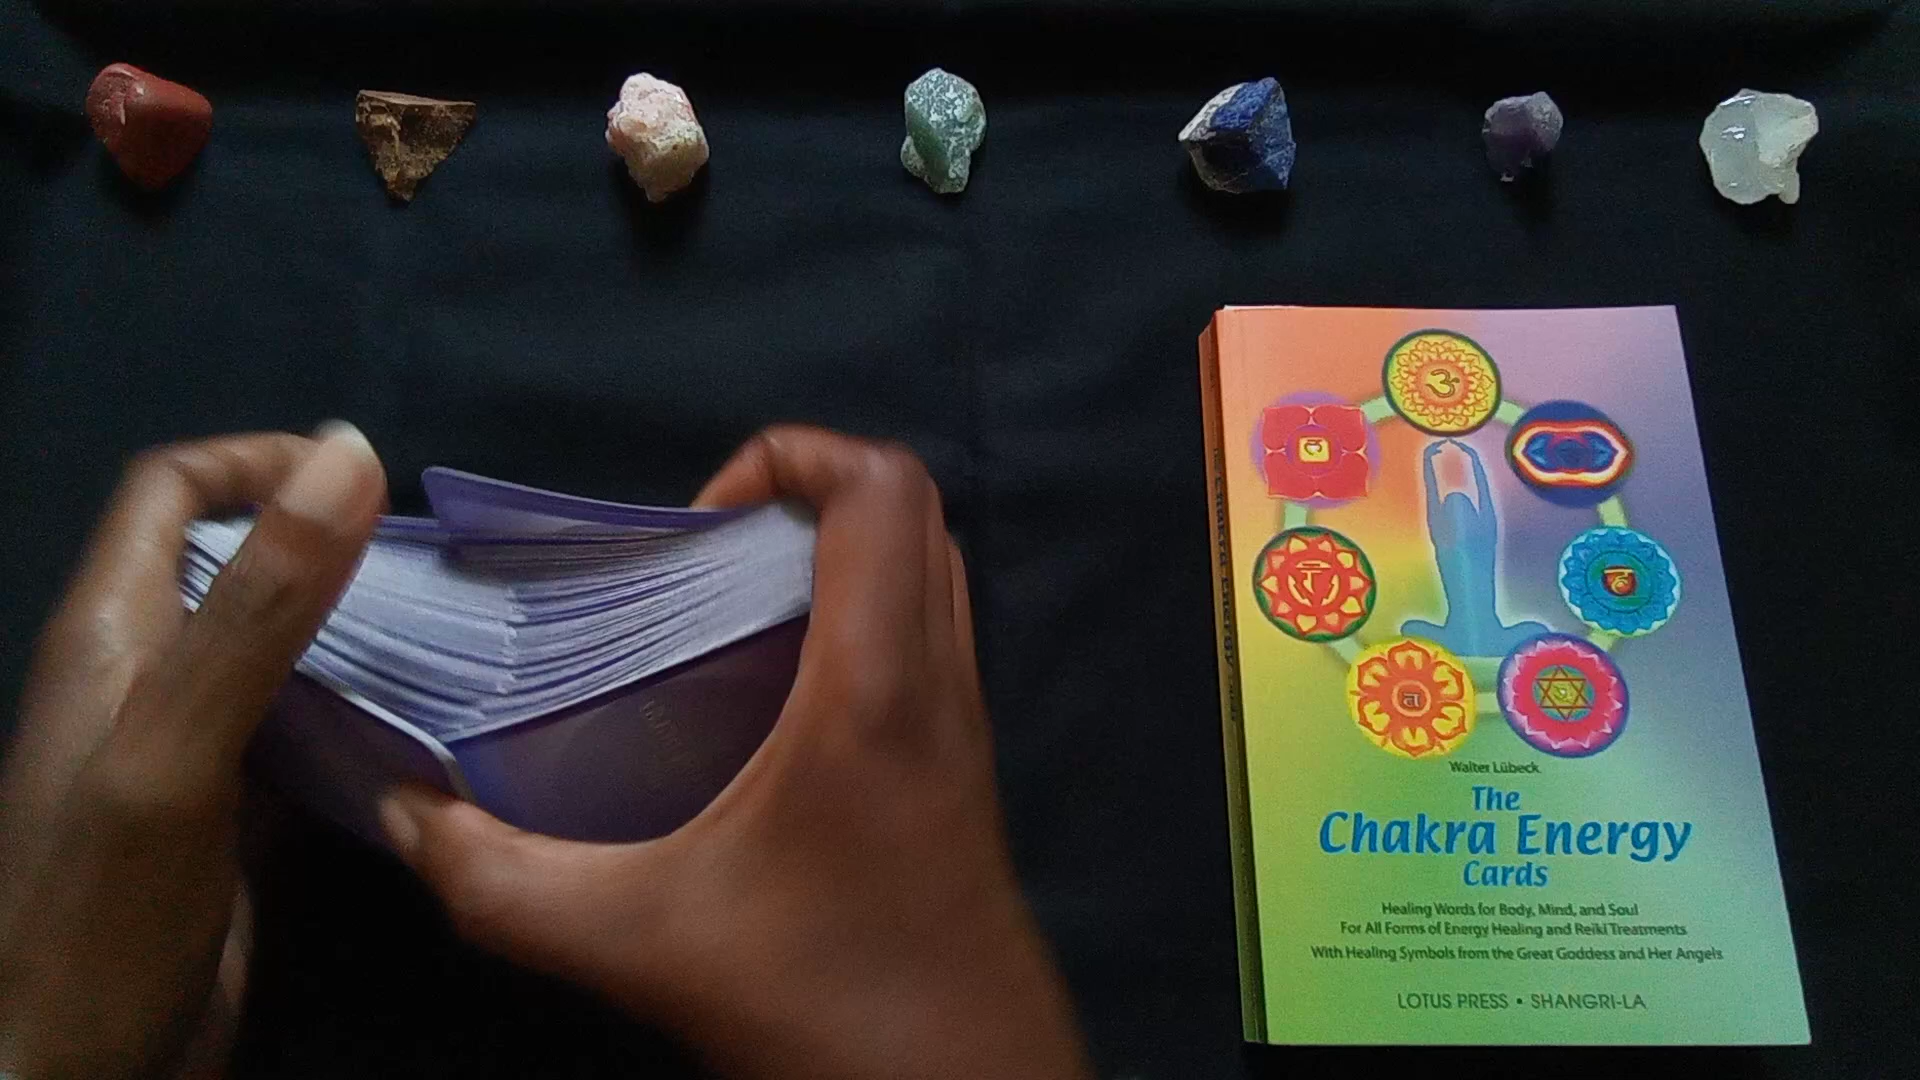 Walter Lübeck
The
Chakra Energy
Cards
Healing Words for Body, Mind, and Soul
For All Forms of Energy Healing and Reiki Treatments
With Healing Symbols from the Great Goddess and Her Angels
LOTUS PRESS • SHANGRI-LA